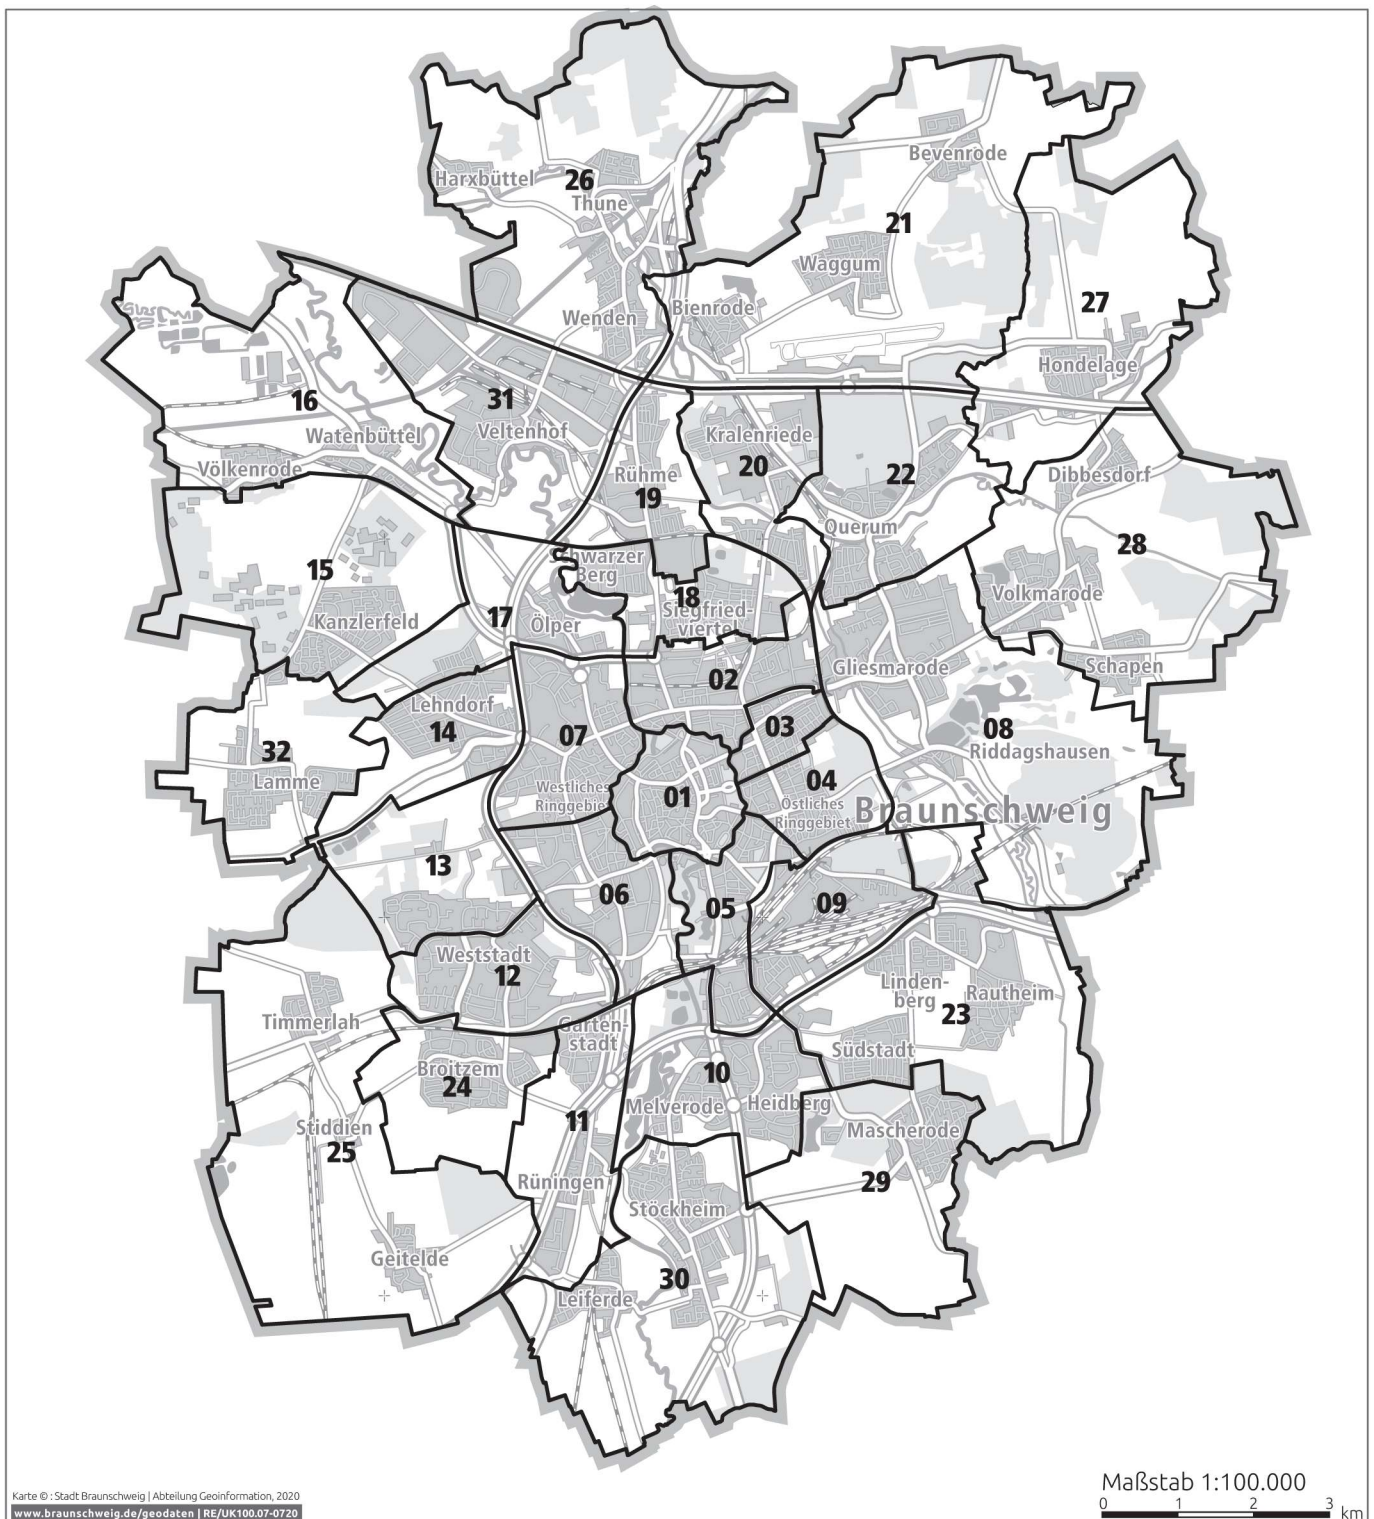 Bevenrode
Harxbüttel
26
Thune
21
Waggum
27
Bienrode
Wenden
Hondelage
31
16
Veltenhof
Watenbüttel
Kralenriede
Völkenrode
20
Rühme
19
22
Dibbesdorf
Querum
28
15
Schwarzer
Berg
18
Volkmarode
Kanzlerfeld
17
Ölper
Siegfried-
viertel
Gliesmarode
Schapen
02
Lehndorf
14
07
03
08
Riddagshausen
32
Lamme
04
Westliches
Ringgebiet
01
Östliches
Ringgebiet
Braunschweig
13
06
05
09
Weststadt
12
Linden-
berg
Rautheim
23
Timmerlah
Garten-
stadt
Südstadt
Broitzem
24
10
Melverode
Heidberg
11
Stiddien
25
Mascherode
29
Rüningen
Stöckheim
Geitelde
30
Leiferde
Maßstab 1:100.000
0 1 2 3 km
Karte © : Stadt Braunschweig | Abteilung Geoinformation, 2020
www.braunschweig.de/geodaten | RE/UK100.07-0720